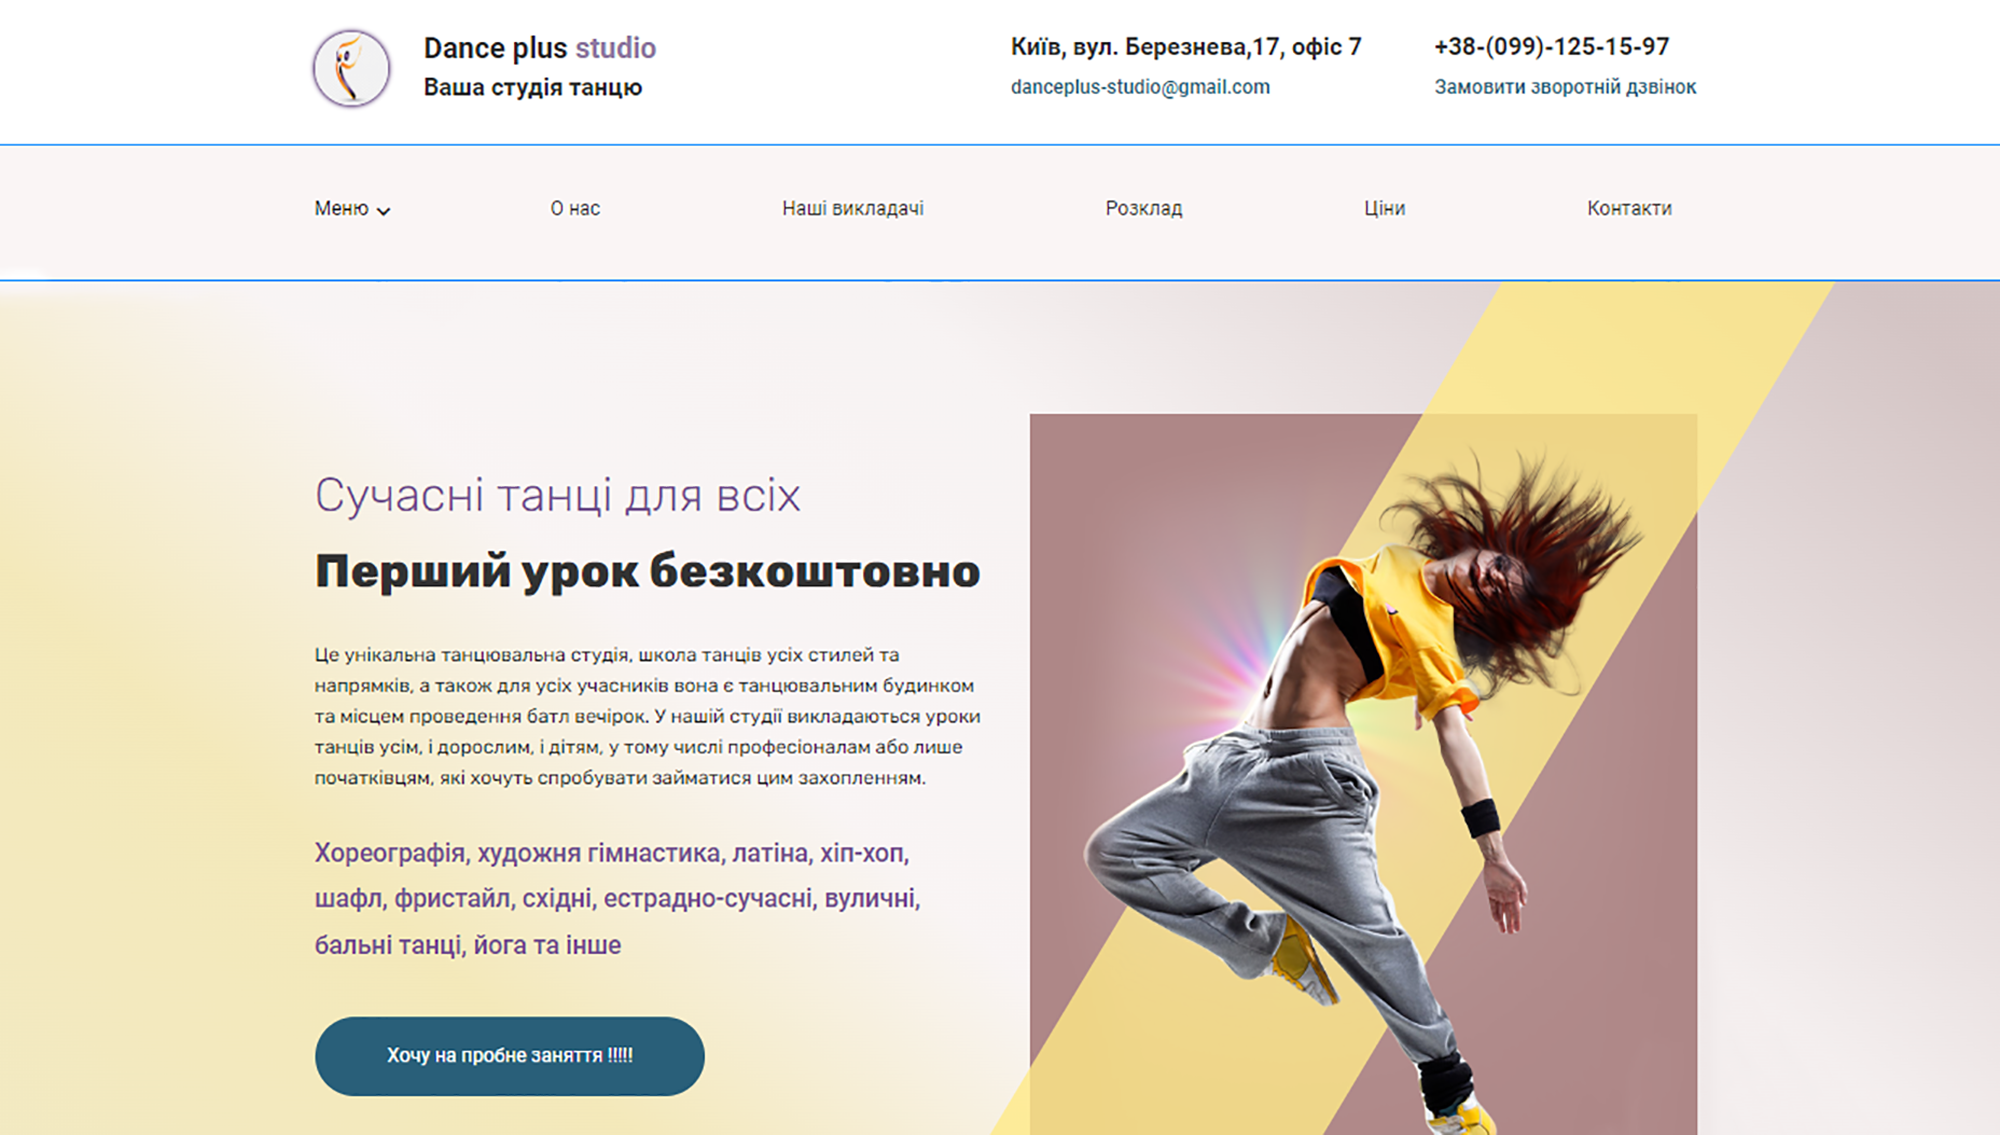 Dance plus studio
Ваша студія танцю
Київ, вул. Березнева,17, офіс 7
danceplus-studio@gmail.com
+38-(099)-125-15-97
Замовити зворотній дзвінок
Меню
О нас
Наші викладачі
Розклад
Ціни
Контакти
Сучасні танці для всіх
Перший урок безкоштовно
Це унікальна танцювальна студія, школа танців усіх стилей та
напрямків, а також для усіх учасників вона є танцювальним будинком
та місцем проведення батл вечірок. У нашій студії викладаються уроки
танців усім, і дорослим, і дітям, у тому числі професіоналам або лише
початківцям, які хочуть спробувати займатися цим захопленням.
Хореографія, художня гімнастика, латіна, хіп-хоп,
шафл, фристайл, східні, естрадно-сучасні, вуличні,
бальні танці, йога та інше
Хочу на пробне заняття !!!!!